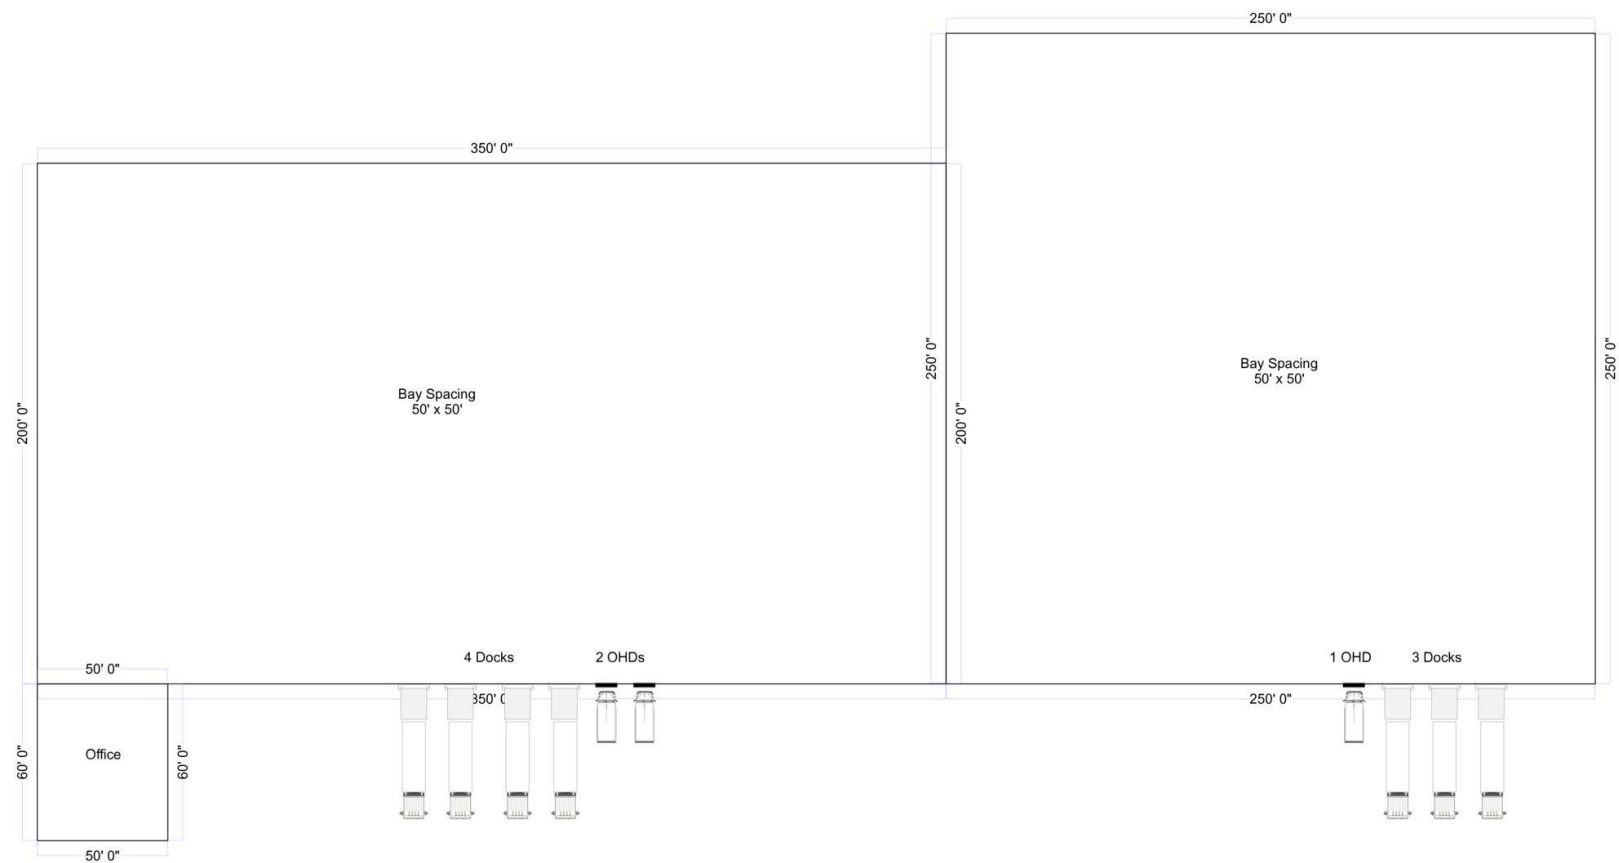 250' 0"
350' 0"
250' 0"
250' 0"
Bay Spacing
50' x 50'
Bay Spacing
50' x 50'
200' 0"
200' 0"
4 Docks
2 OHDs
1 OHD
3 Docks
50' 0"
350' 0"
250' 0"
Office
60' 0"
60' 0"
50' 0"